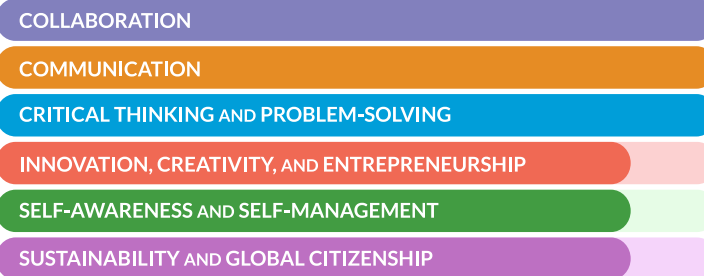 COLLABORATION
COMMUNICATION
CRITICAL THINKING AND PROBLEM-SOLVING
INNOVATION, CREATIVITY, AND ENTREPRENEURSHIP
SELF-AWARENESS AND SELF-MANAGEMENT
SUSTAINABILITY AND GLOBAL CITIZENSHIP